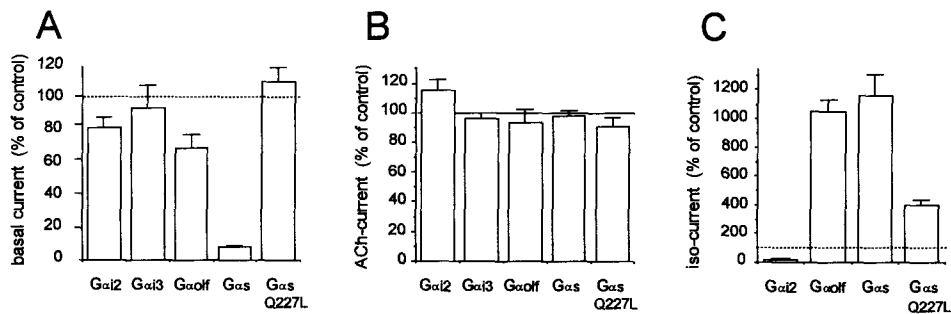 A
basal current (% of control)
120
100
80
60
40
20
0
Gαi2 Gαi3 Gαolf Gαs Gαs
Q227L
B
ACh-current (% of control)
120
100
80
60
40
20
0
Gαi2 Gαi3 Gαolf Gαs Gαs
Q227L
C
iso-current (% of control)
1200
1000
800
600
400
200
0
Gαi2 Gαolf Gαs Gαs
Q227L